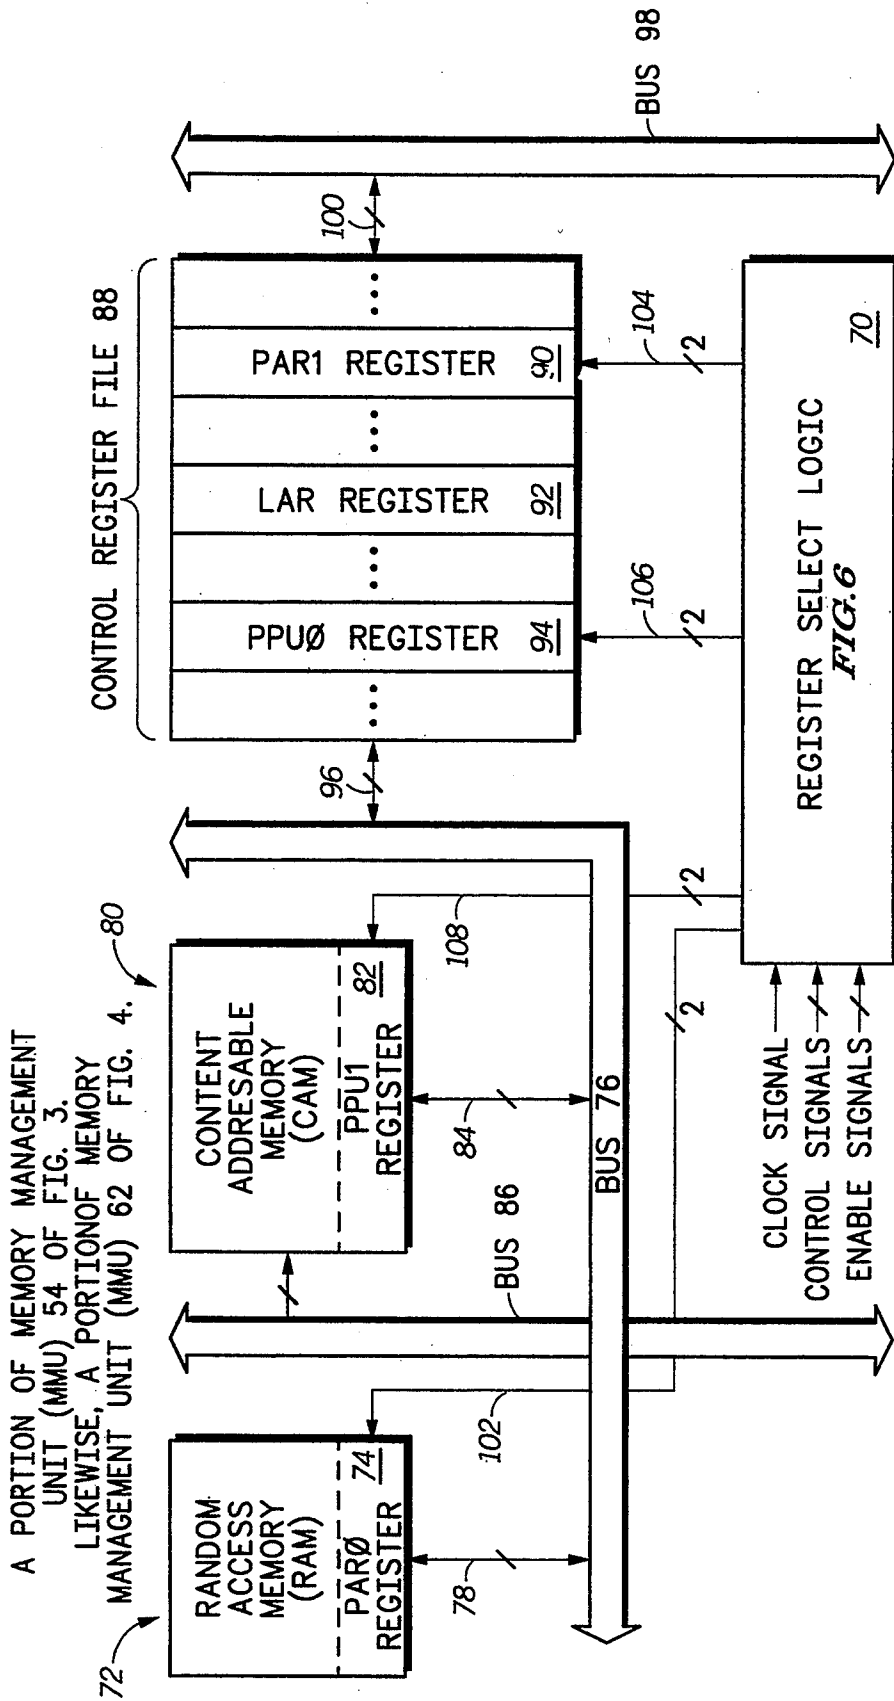 A PORTION OF MEMORY MANAGEMENT
UNIT (MMU) 54 OF FIG. 3.
LIKEWISE, A PORTIONOF MEMORY
MANAGEMENT UNIT (MMU) 62 OF FIG. 4.
72
RANDOM
ACCESS
MEMORY
(RAM)
PARØ
REGISTER
74
78
102
BUS 86
80
CONTENT
ADDRESABLE
MEMORY
(CAM)
PPU1
REGISTER
82
84
108
BUS 76
96
CONTROL REGISTER FILE 88
•••
PPUØ REGISTER 94
•••
LAR REGISTER 92
•••
PAR1 REGISTER 90
•••
100
BUS 98
106
104
2
2
2
2
CLOCK SIGNAL
CONTROL SIGNALS
ENABLE SIGNALS
REGISTER SELECT LOGIC
70
FIG.6